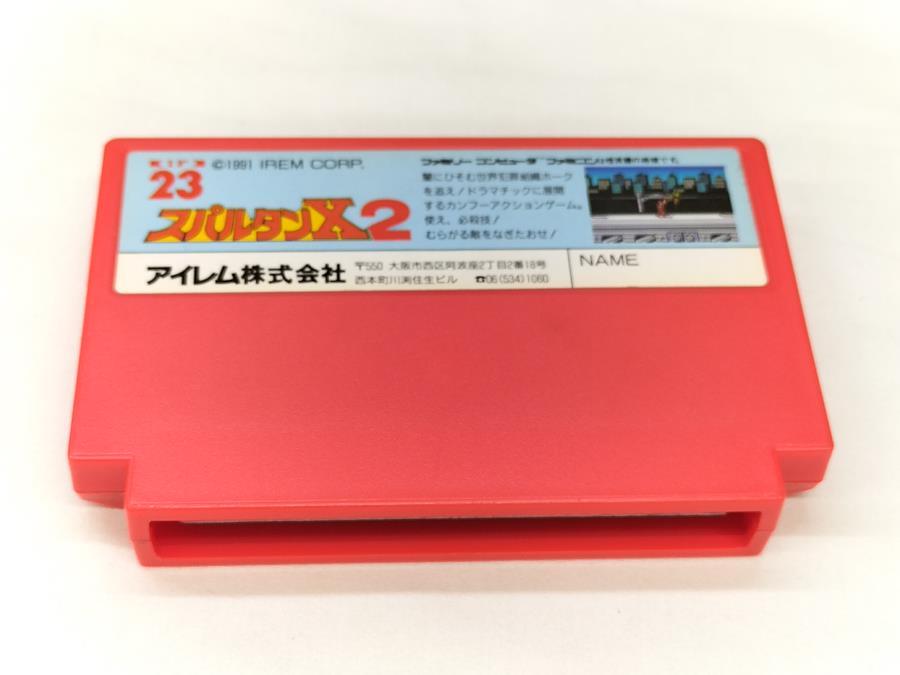 23
©1991 IREM CORP.
スパルタンX2
ファミリー コンピュータ ファミコンは任天堂の商標です。
闇にひそむ世界犯罪組織ホーク
を追え!ドラマチックに展開
するカンフーアクションゲーム。
使え、必殺技!
むらがる敵をなぎたおせ!
アイレム株式会社
〒550 大阪市西区阿波座2丁目2番18号
西本町川渕住生ビル ☎06(534)1060
NAME